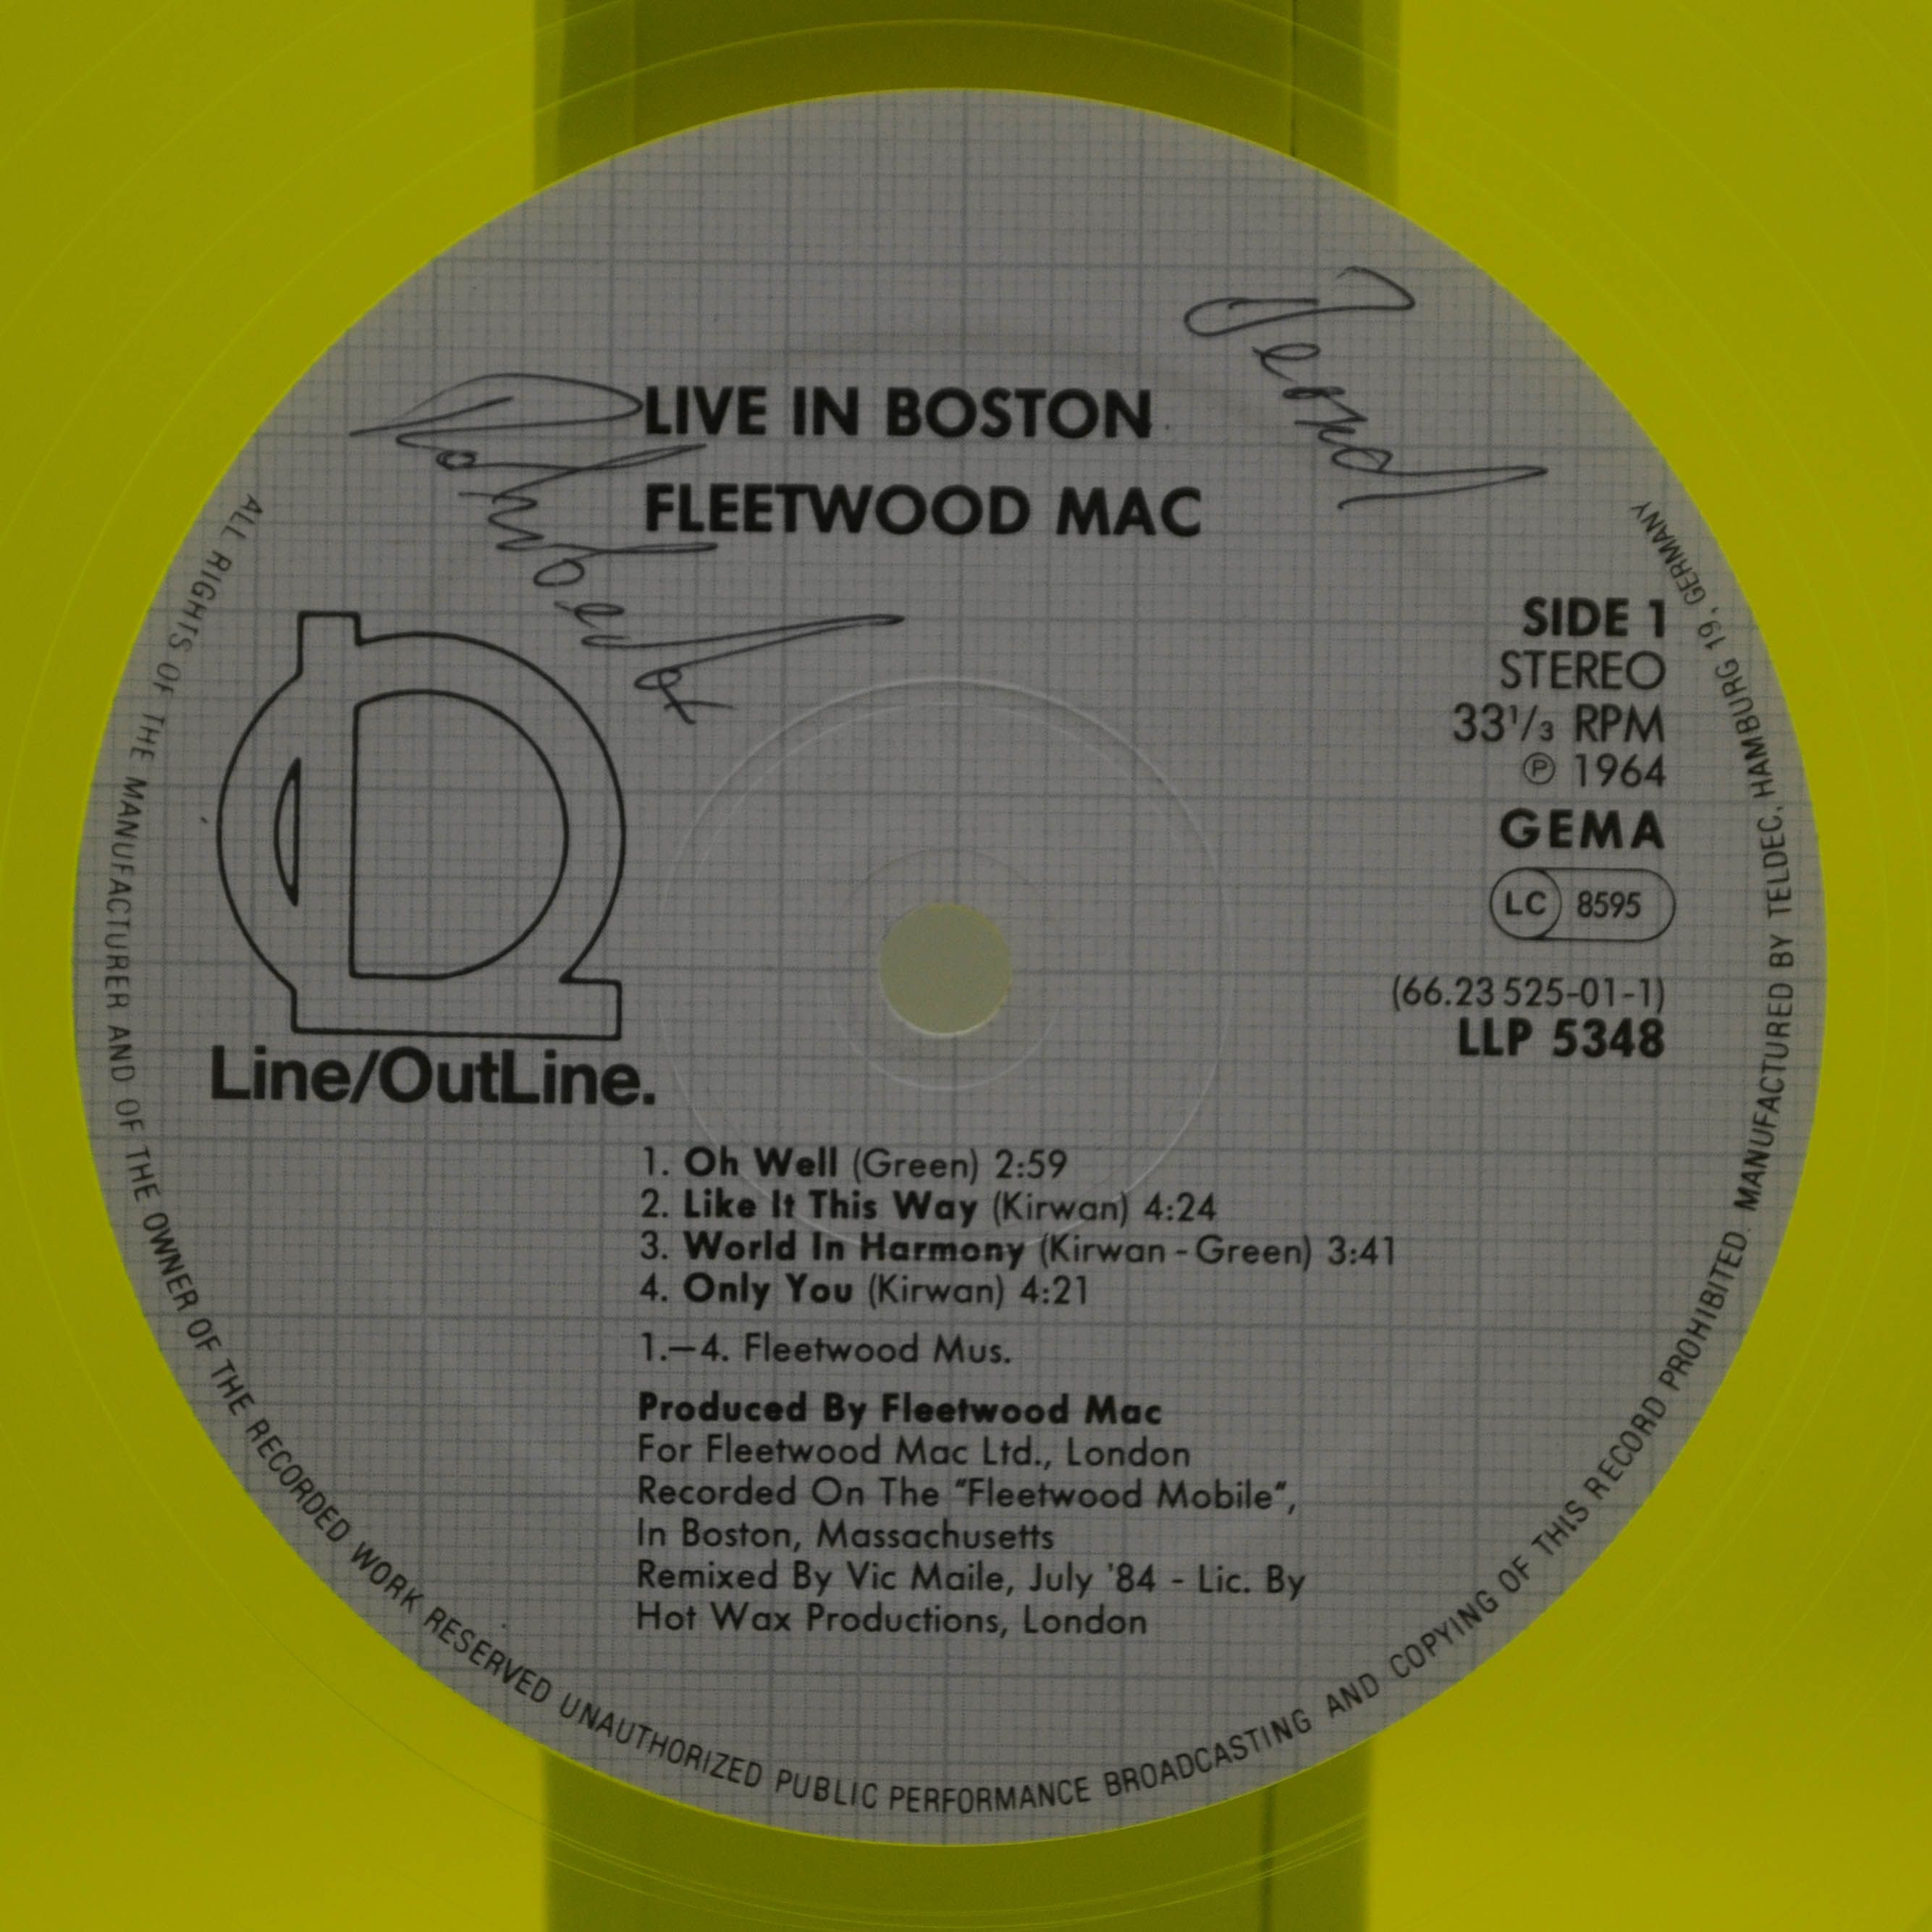 LIVE IN BOSTON
FLEETWOOD MAC
SIDE 1
STEREO
33¹/₃ RPM
Ⓟ 1964
GEMA
LC 8595
(66.23 525-01-1)
LLP 5348
Line/OutLine.
1. Oh Well (Green) 2:59
2. Like It This Way (Kirwan) 4:24
3. World In Harmony (Kirwan - Green) 3:41
4. Only You (Kirwan) 4:21
1.—4. Fleetwood Mus.
Produced By Fleetwood Mac
For Fleetwood Mac Ltd., London
Recorded On The "Fleetwood Mobile",
In Boston, Massachusetts
Remixed By Vic Maile, July '84 - Lic. By
Hot Wax Productions, London
ALL RIGHTS OF THE MANUFACTURER AND OF THE OWNER OF THE RECORDED WORK RESERVED UNAUTHORIZED PUBLIC PERFORMANCE BROADCASTING AND COPYING OF THIS RECORD PROHIBITED. MANUFACTURED BY TELDEC, HAMBURG 19, GERMANY